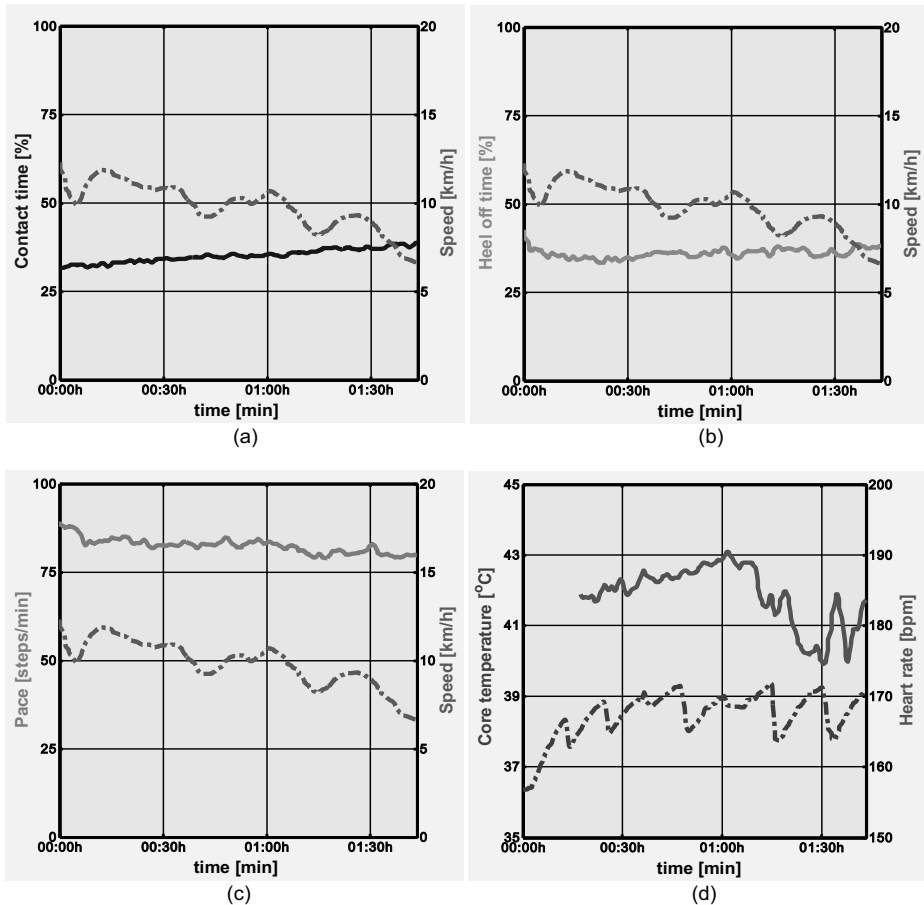 100
75
50
25
0
Contact time [%]
20
15
10
5
0
Speed [km/h]
00:00h 00:30h 01:00h 01:30h
time [min]
(a)
100
75
50
25
0
Heel off time [%]
20
15
10
5
0
Speed [km/h]
00:00h 00:30h 01:00h 01:30h
time [min]
(b)
100
75
50
25
0
Pace [steps/min]
20
15
10
5
0
Speed [km/h]
00:00h 00:30h 01:00h 01:30h
time [min]
(c)
45
43
41
39
37
35
Core temperature [°C]
200
190
180
170
160
150
Heart rate [bpm]
00:00h 00:30h 01:00h 01:30h
time [min]
(d)